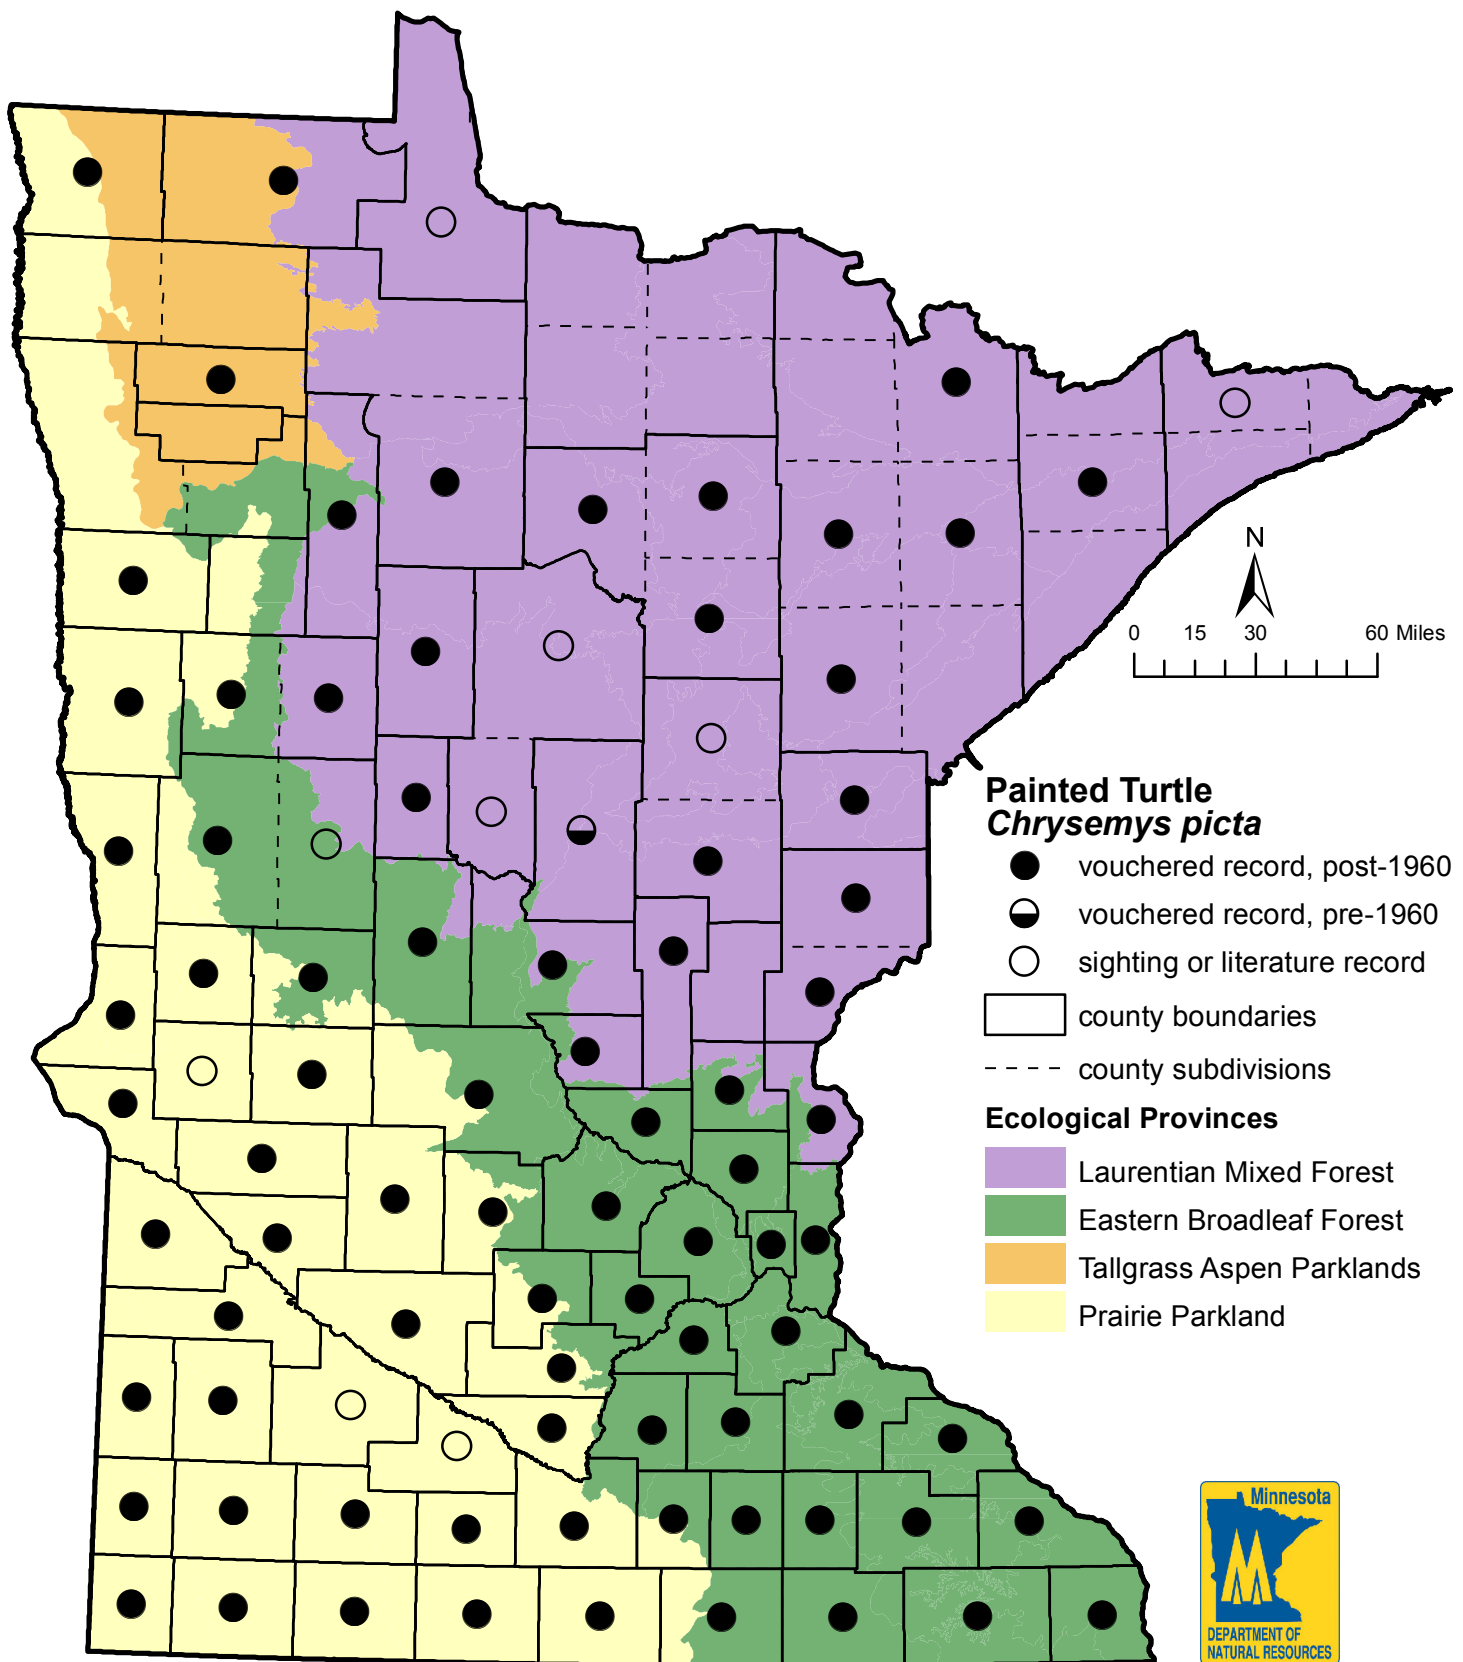 N
0 15 30 60 Miles
Painted Turtle
Chrysemys picta
vouchered record, post-1960
vouchered record, pre-1960
sighting or literature record
county boundaries
county subdivisions
Ecological Provinces
Laurentian Mixed Forest
Eastern Broadleaf Forest
Tallgrass Aspen Parklands
Prairie Parkland
Minnesota
DEPARTMENT OF
NATURAL RESOURCES